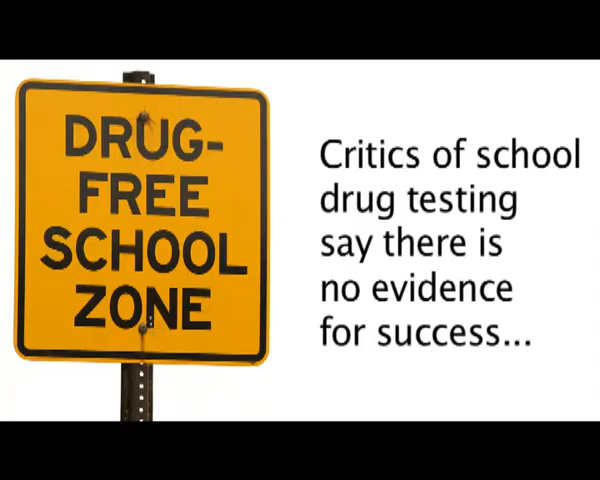 DRUG-
FREE
SCHOOL
ZONE
Critics of school
drug testing
say there is
no evidence
for success...